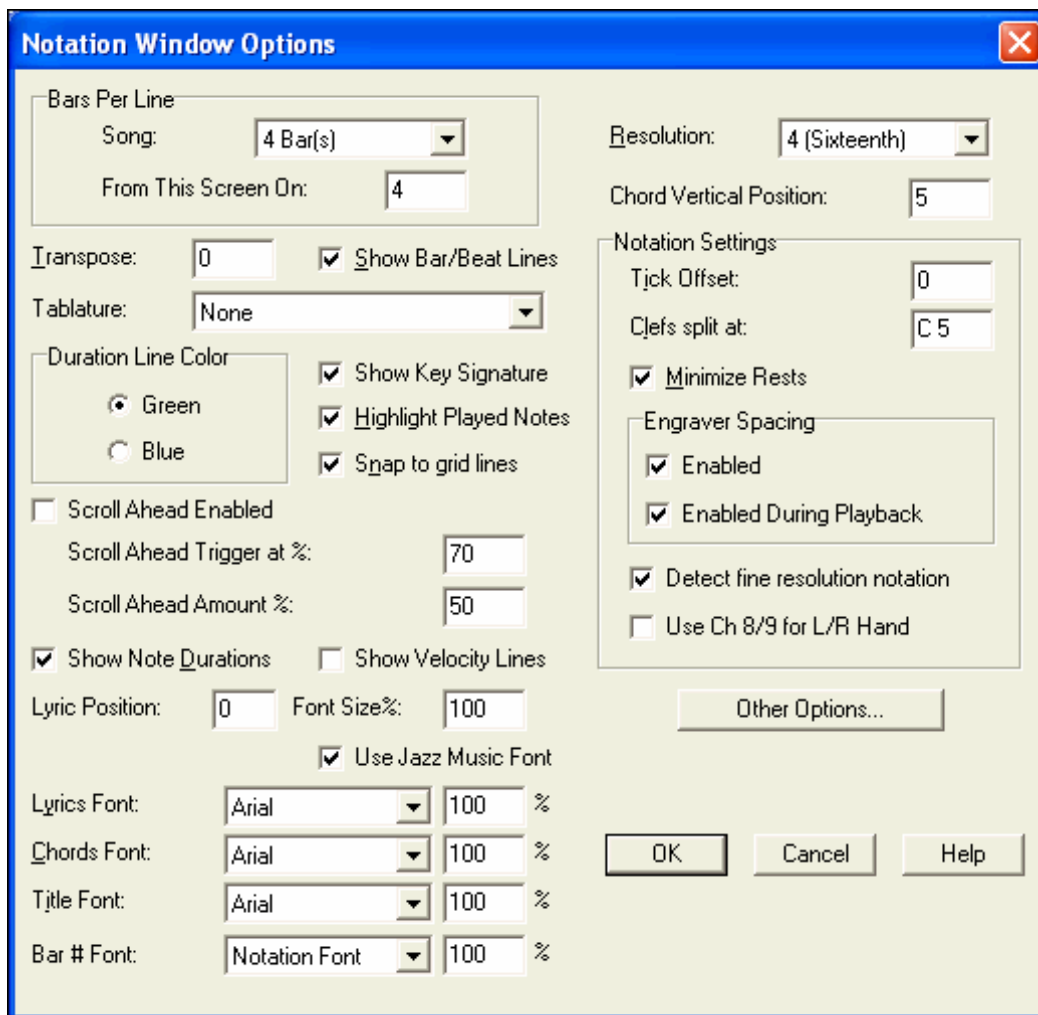 Notation Window Options
Bars Per Line
Song: 4 Bar(s)
From This Screen On: 4
Resolution: 4 (Sixteenth)
Chord Vertical Position: 5
Transpose: 0 Show Bar/Beat Lines
Tablature: None
Duration Line Color
Green
Blue
Show Key Signature
Highlight Played Notes
Snap to grid lines
Scroll Ahead Enabled
Scroll Ahead Trigger at %: 70
Scroll Ahead Amount %: 50
Show Note Durations Show Velocity Lines
Lyric Position: 0 Font Size%: 100
Use Jazz Music Font
Lyrics Font: Arial 100 %
Chords Font: Arial 100 %
Title Font: Arial 100 %
Bar # Font: Notation Font 100 %
Notation Settings
Tick Offset: 0
Clefs split at: C 5
Minimize Rests
Engraver Spacing
Enabled
Enabled During Playback
Detect fine resolution notation
Use Ch 8/9 for L/R Hand
Other Options...
OK Cancel Help